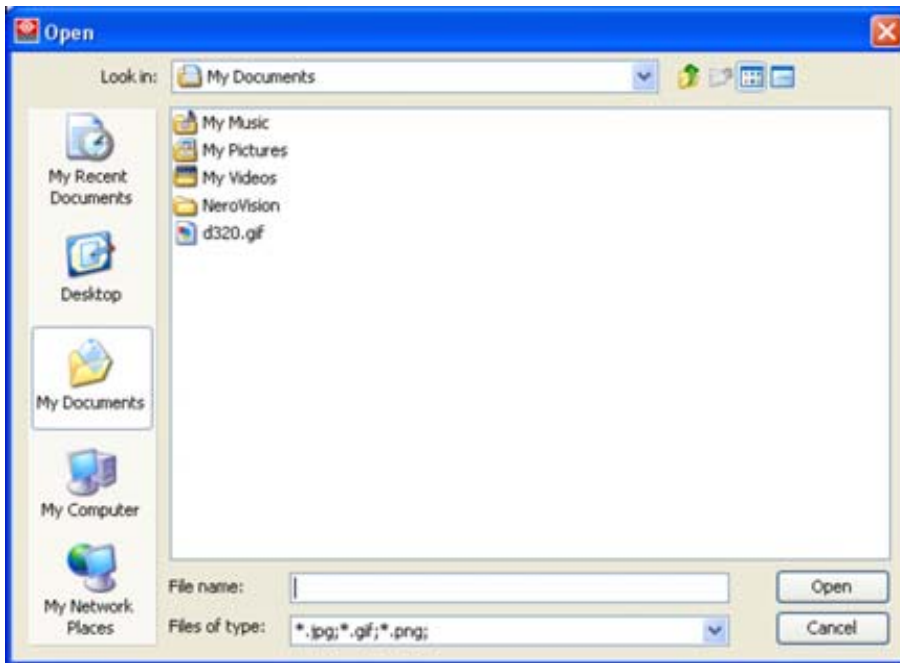 Open
Look in: My Documents
My Recent
Documents
Desktop
My Documents
My Computer
My Network
Places
My Music
My Pictures
My Videos
NeroVision
d320.gif
File name:
Open
Files of type: *.jpg;*.gif;*.png;
Cancel